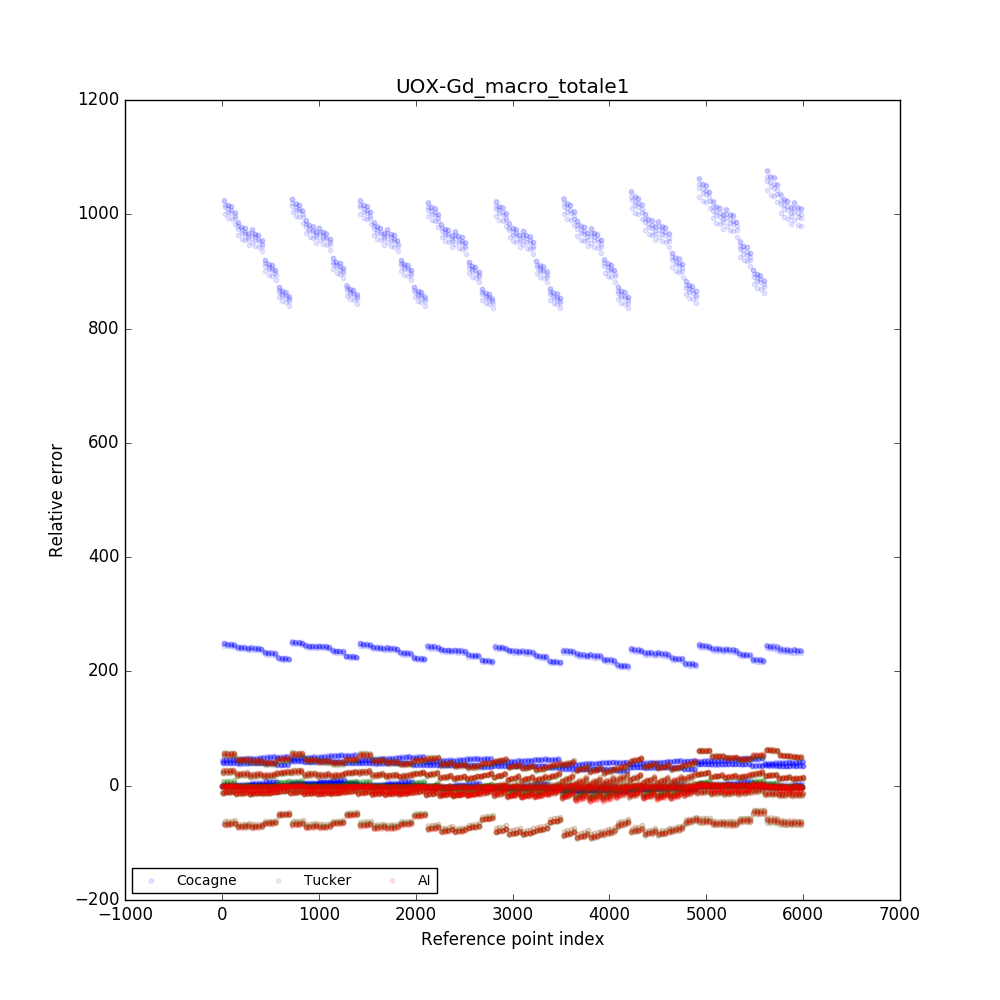 UOX-Gd_macro_totale1
1200
1000
800
600
400
200
0
−200
Relative error
Cocagne Tucker AI
−1000 0 1000 2000 3000 4000 5000 6000 7000
Reference point index